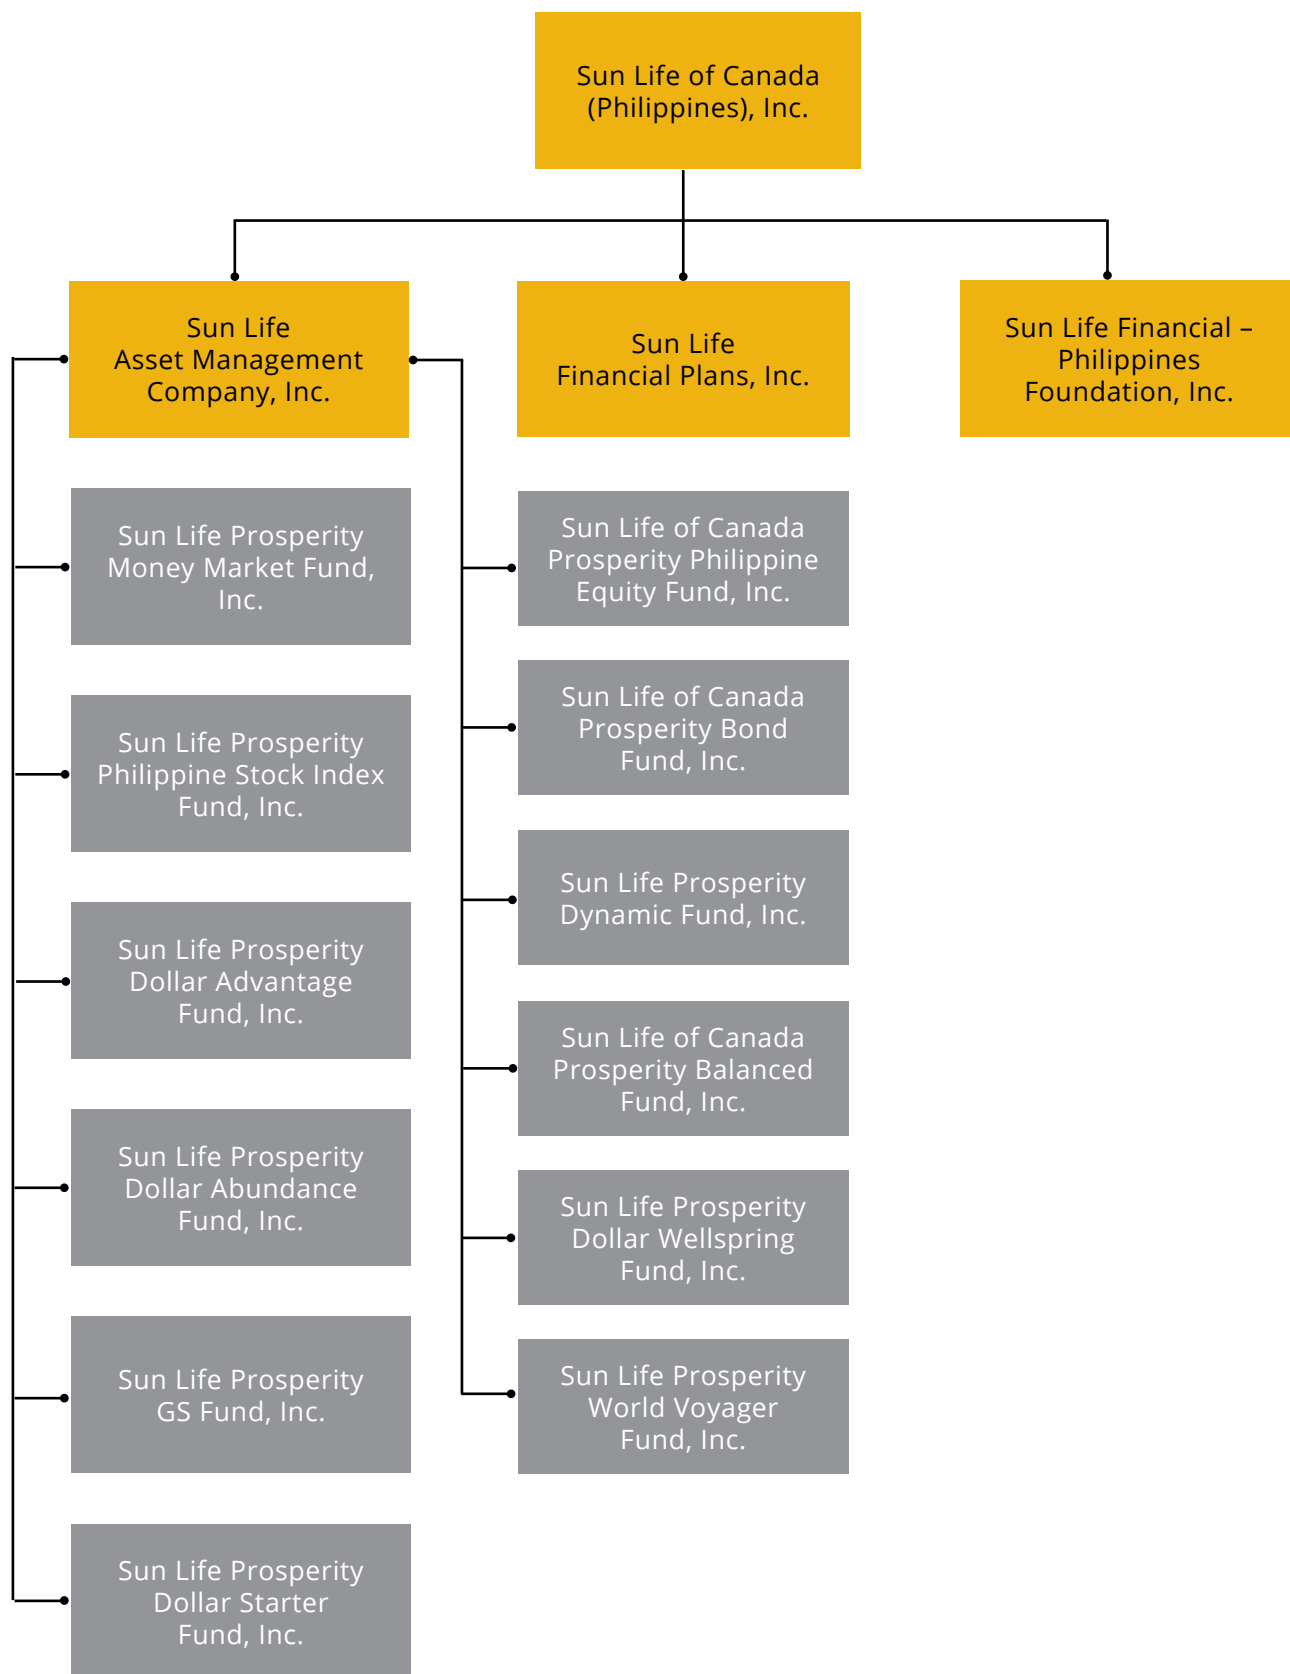 Sun Life of Canada
(Philippines), Inc.
Sun Life
Asset Management
Company, Inc.
Sun Life
Financial Plans, Inc.
Sun Life Financial –
Philippines
Foundation, Inc.
Sun Life Prosperity
Money Market Fund,
Inc.
Sun Life Prosperity
Philippine Stock Index
Fund, Inc.
Sun Life Prosperity
Dollar Advantage
Fund, Inc.
Sun Life Prosperity
Dollar Abundance
Fund, Inc.
Sun Life Prosperity
GS Fund, Inc.
Sun Life Prosperity
Dollar Starter
Fund, Inc.
Sun Life of Canada
Prosperity Philippine
Equity Fund, Inc.
Sun Life of Canada
Prosperity Bond
Fund, Inc.
Sun Life Prosperity
Dynamic Fund, Inc.
Sun Life of Canada
Prosperity Balanced
Fund, Inc.
Sun Life Prosperity
Dollar Wellspring
Fund, Inc.
Sun Life Prosperity
World Voyager
Fund, Inc.